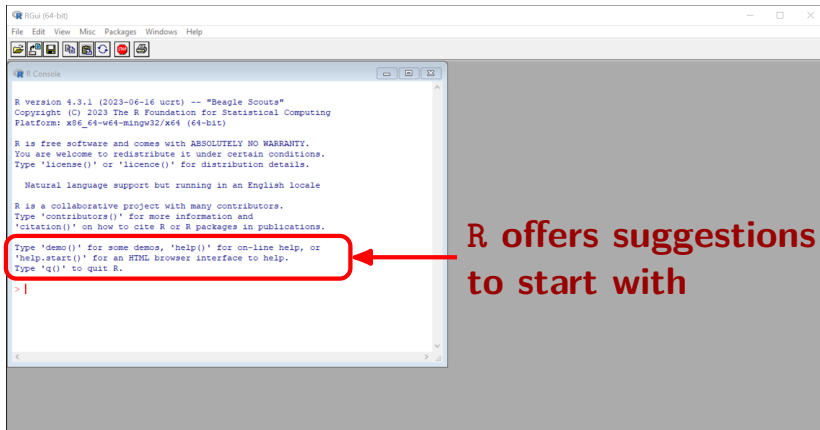 RGui (64-bit)
File Edit View Misc Packages Windows Help
STOP
R Console
R version 4.3.1 (2023-06-16 ucrt) -- "Beagle Scouts"
Copyright (C) 2023 The R Foundation for Statistical Computing
Platform: x86_64-w64-mingw32/x64 (64-bit)
R is free software and comes with ABSOLUTELY NO WARRANTY.
You are welcome to redistribute it under certain conditions.
Type 'license()' or 'licence()' for distribution details.
Natural language support but running in an English locale
R is a collaborative project with many contributors.
Type 'contributors()' for more information and
'citation()' on how to cite R or R packages in publications.
Type 'demo()' for some demos, 'help()' for on-line help, or
'help.start()' for an HTML browser interface to help.
Type 'q()' to quit R.
>
R offers suggestions
to start with